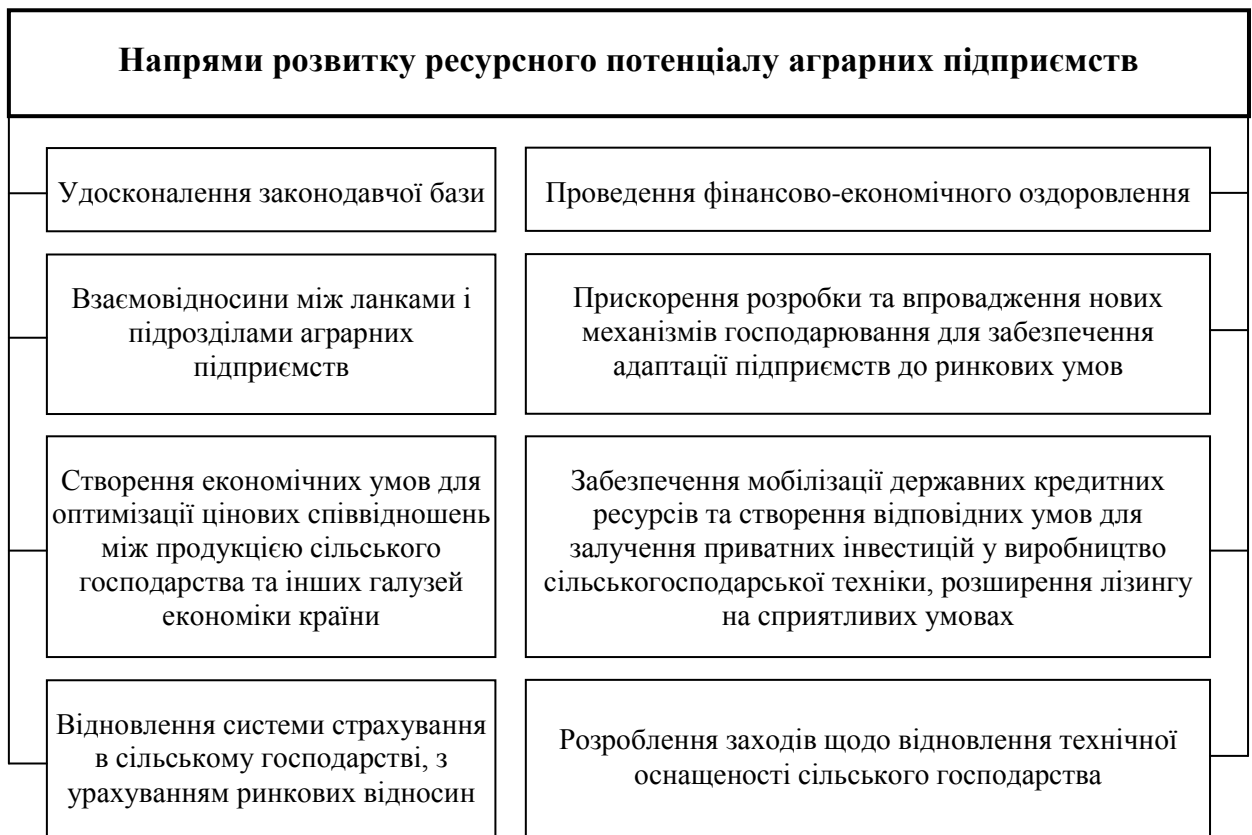 Напрями розвитку ресурсного потенціалу аграрних підприємств
Удосконалення законодавчої бази
Проведення фінансово-економічного оздоровлення
Взаємовідносини між ланками і
підрозділами аграрних
підприємств
Прискорення розробки та впровадження нових
механізмів господарювання для забезпечення
адаптації підприємств до ринкових умов
Створення економічних умов для
оптимізації цінових співвідношень
між продукцією сільського
господарства та інших галузей
економіки країни
Забезпечення мобілізації державних кредитних
ресурсів та створення відповідних умов для
залучення приватних інвестицій у виробництво
сільськогосподарської техніки, розширення лізингу
на сприятливих умовах
Відновлення системи страхування
в сільському господарстві, з
урахуванням ринкових відносин
Розроблення заходів щодо відновлення технічної
оснащеності сільського господарства